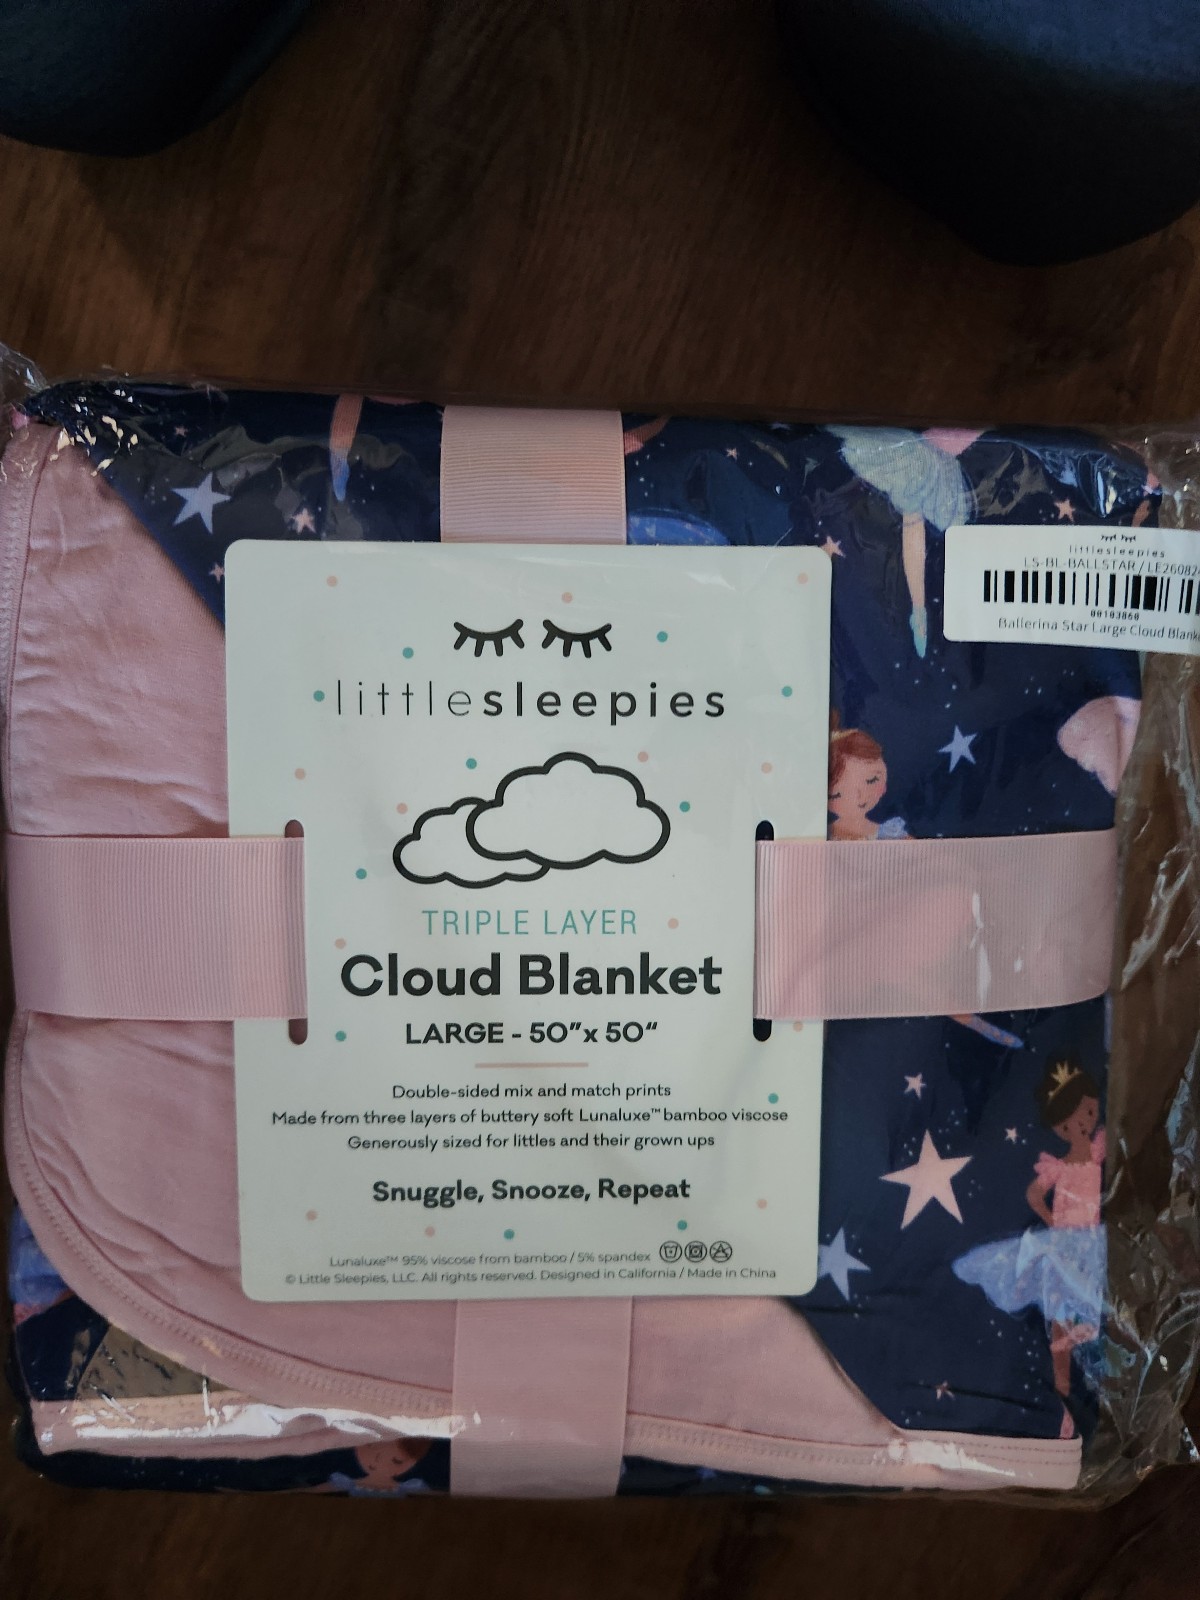 littlesleepies
LS-BL-BALLSTAR / LE26082
00103860
Ballerina Star Large Cloud
littlesleepies
TRIPLE LAYER
Cloud Blanket
LARGE - 50” x 50“
Double-sided mix and match prints
Made from three layers of buttery soft Lunaluxe™ bamboo viscose
Generously sized for littles and their grown ups
Snuggle, Snooze, Repeat
Lunaluxe™ 95% viscose from bamboo / 5% spandex
© Little Sleepies, LLC. All rights reserved. Designed in California / Made in China